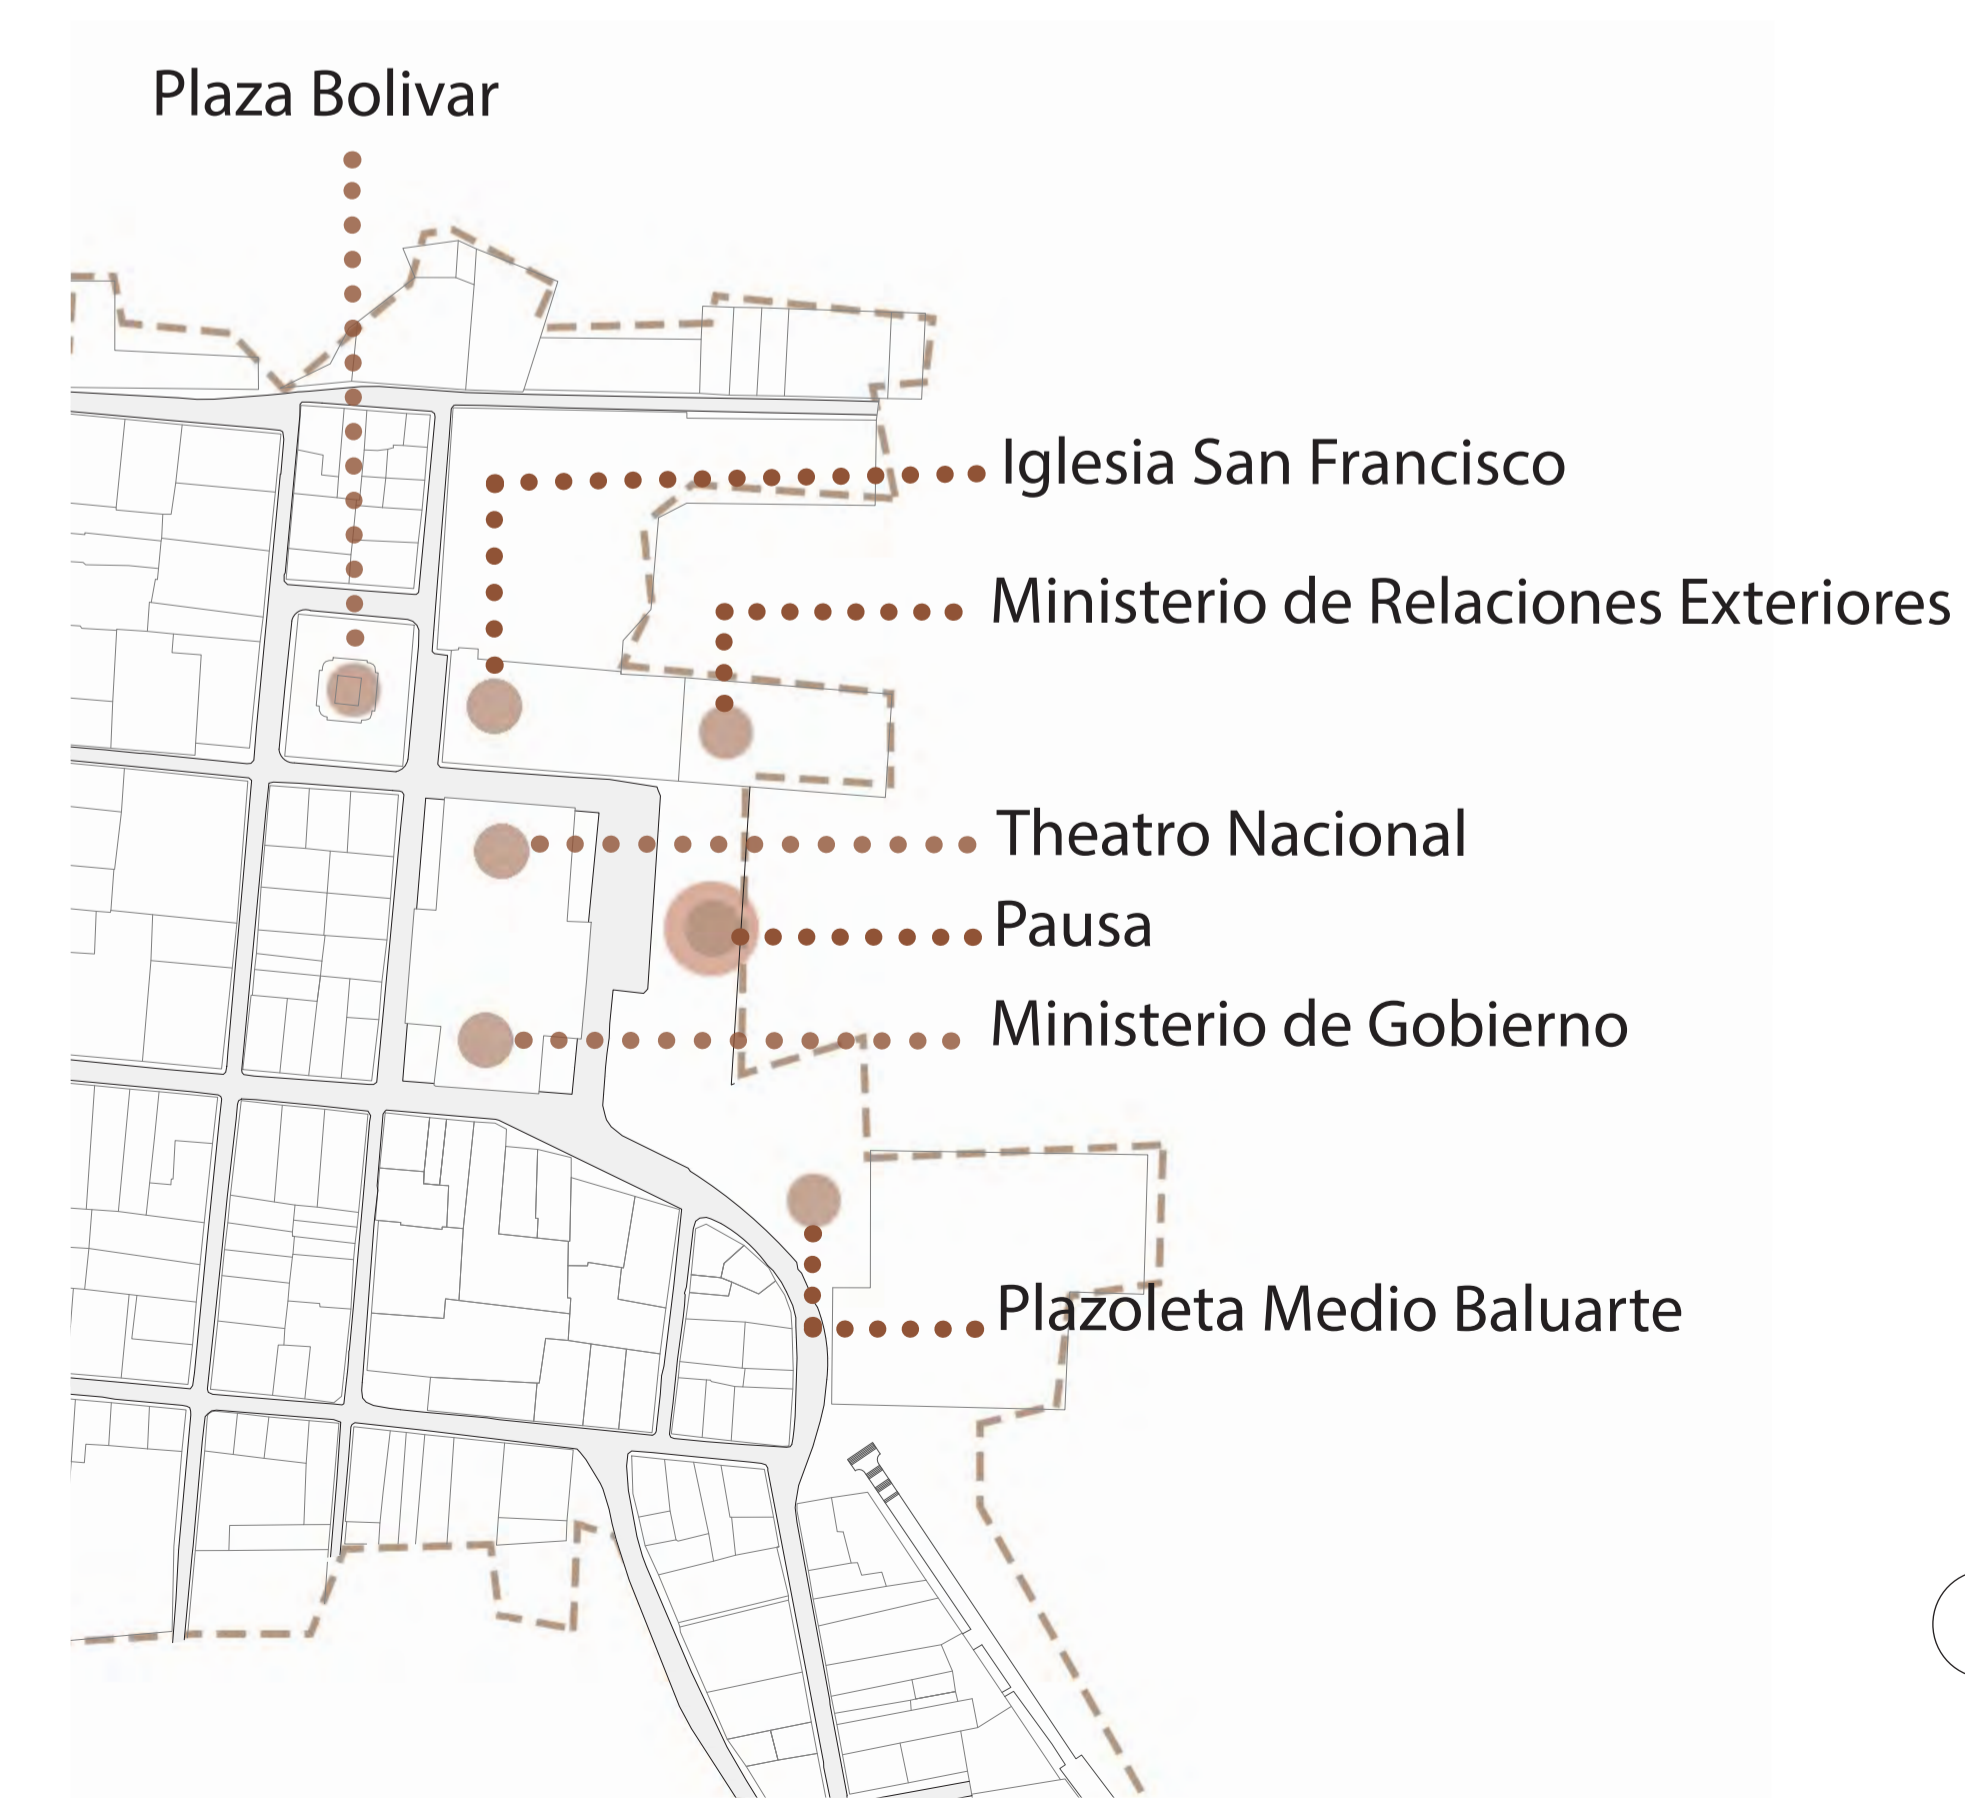 Plaza Bolivar
Iglesia San Francisco
Ministerio de Relaciones Exteriores
Theatro Nacional
Pausa
Ministerio de Gobierno
Plazoleta Medio Baluarte